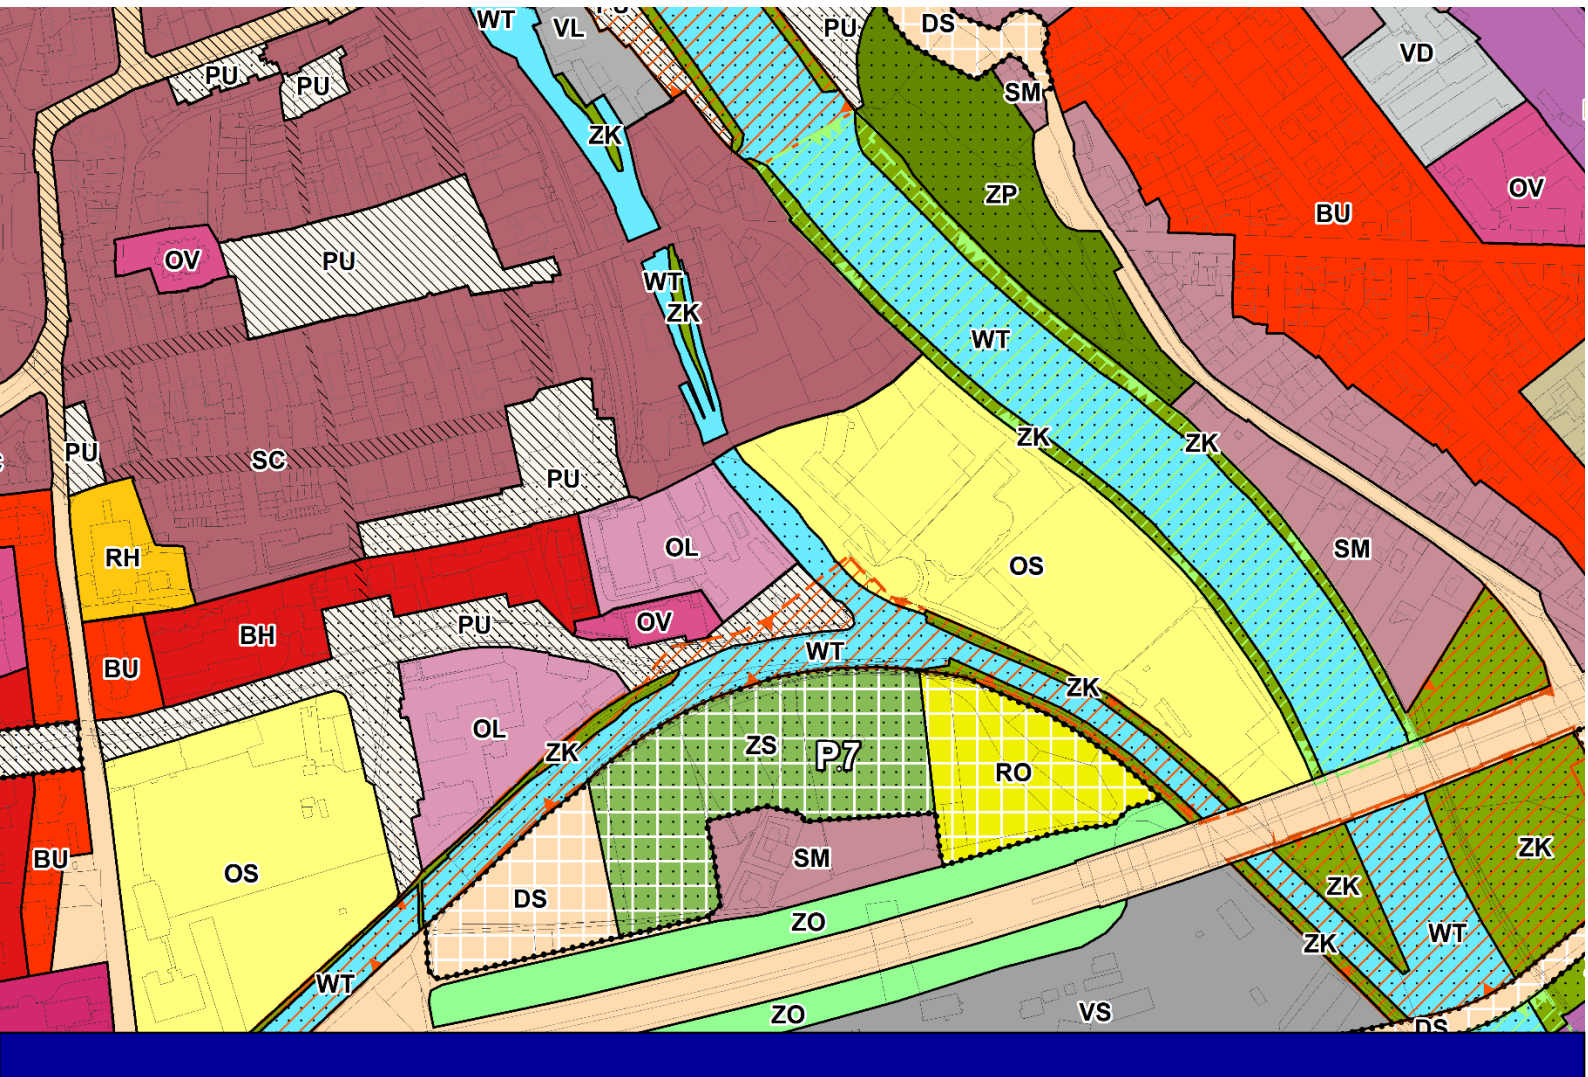 WT
VL
PU
DS
VD
PU
PU
SM
ZK
OV
ZP
BU
OV
PU
WT
ZK
WT
ZK
ZK
PU
SC
PU
RH
OL
SM
OS
OV
PU
BH
WT
BU
ZK
OL
ZK
ZS
P.7
RO
BU
OS
SM
ZK
ZK
DS
ZO
WT
ZK
WT
ZO
VS
DS